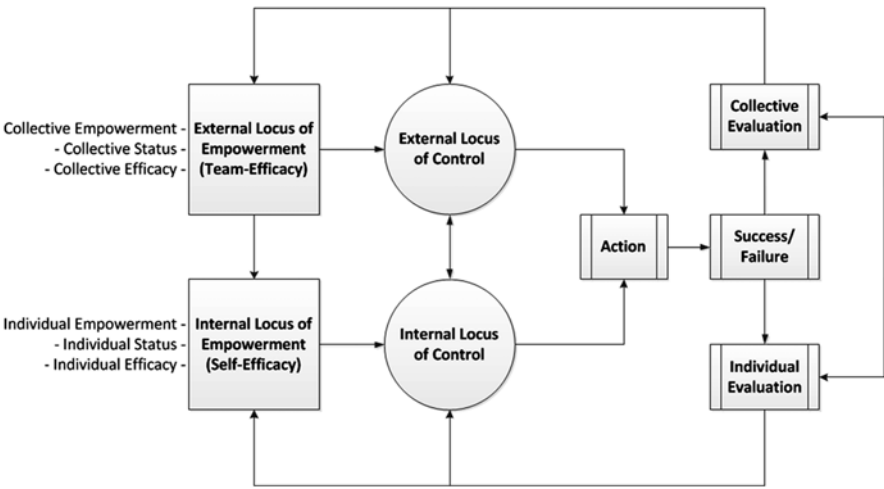 Collective Empowerment -
- Collective Status -
- Collective Efficacy -
External Locus of
Empowerment
(Team-Efficacy)
External Locus
of Control
Collective
Evaluation
Action
Success/
Failure
Individual Empowerment -
- Individual Status -
- Individual Efficacy -
Internal Locus of
Empowerment
(Self-Efficacy)
Internal Locus
of Control
Individual
Evaluation